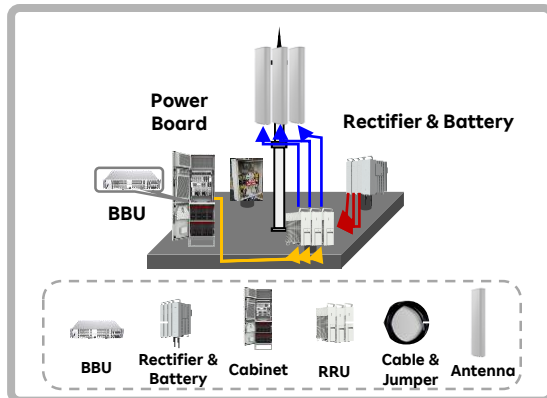 Power
Board
Rectifier & Battery
BBU
BBU
Rectifier &
Battery
Cabinet
RRU
Cable &
Jumper
Antenna